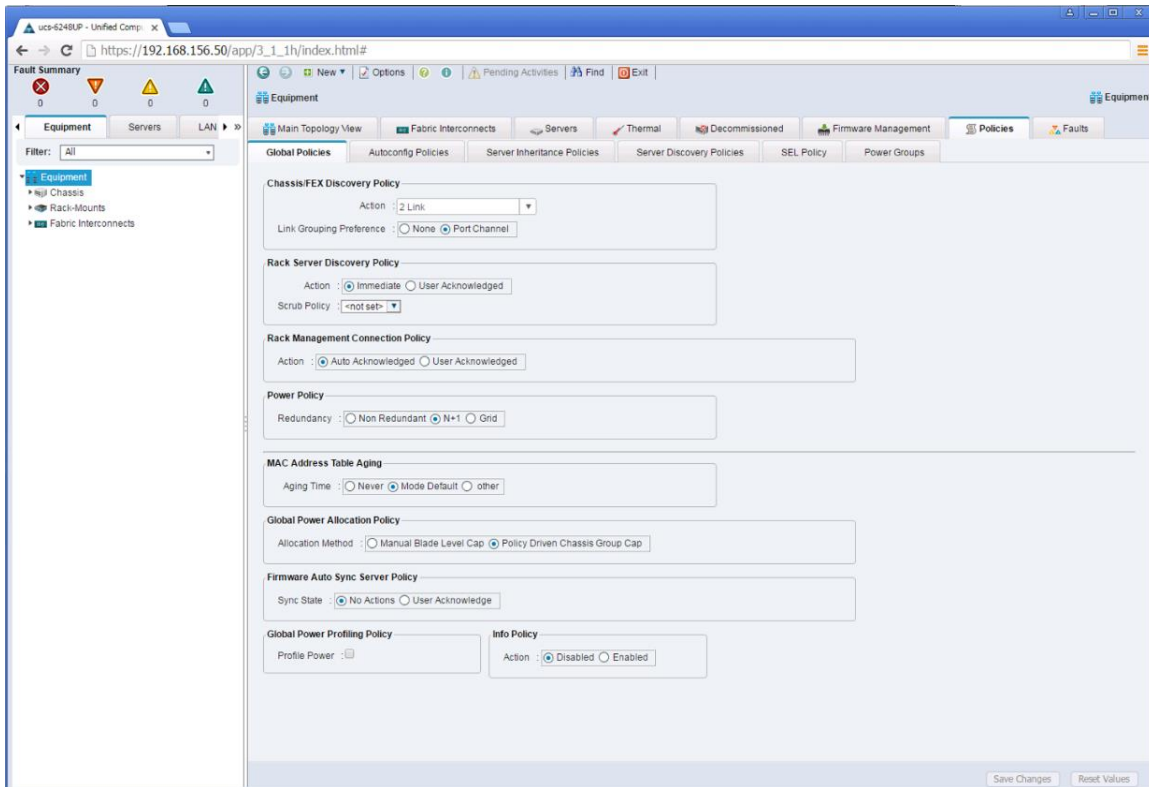 ucs-6248UP - Unified Comp
https://192.168.156.50/app/3_1_1h/index.html#
Fault Summary
0 0 0 0
New Options Pending Activities Find Exit
Equipment Equipment
Equipment Servers LAN
Filter: All
Equipment
Chassis
Rack-Mounts
Fabric Interconnects
Main Topology View Fabric Interconnects Servers Thermal Decommissioned Firmware Management Policies Faults
Global Policies Autoconfig Policies Server Inheritance Policies Server Discovery Policies SEL Policy Power Groups
Chassis/FEX Discovery Policy
Action : 2 Link
Link Grouping Preference : None Port Channel
Rack Server Discovery Policy
Action : Immediate User Acknowledged
Scrub Policy : <not set>
Rack Management Connection Policy
Action : Auto Acknowledged User Acknowledged
Power Policy
Redundancy : Non Redundant N+1 Grid
MAC Address Table Aging
Aging Time : Never Mode Default other
Global Power Allocation Policy
Allocation Method : Manual Blade Level Cap Policy Driven Chassis Group Cap
Firmware Auto Sync Server Policy
Sync State : No Actions User Acknowledge
Global Power Profiling Policy Info Policy
Profile Power : Action : Disabled Enabled
Save Changes Reset Values